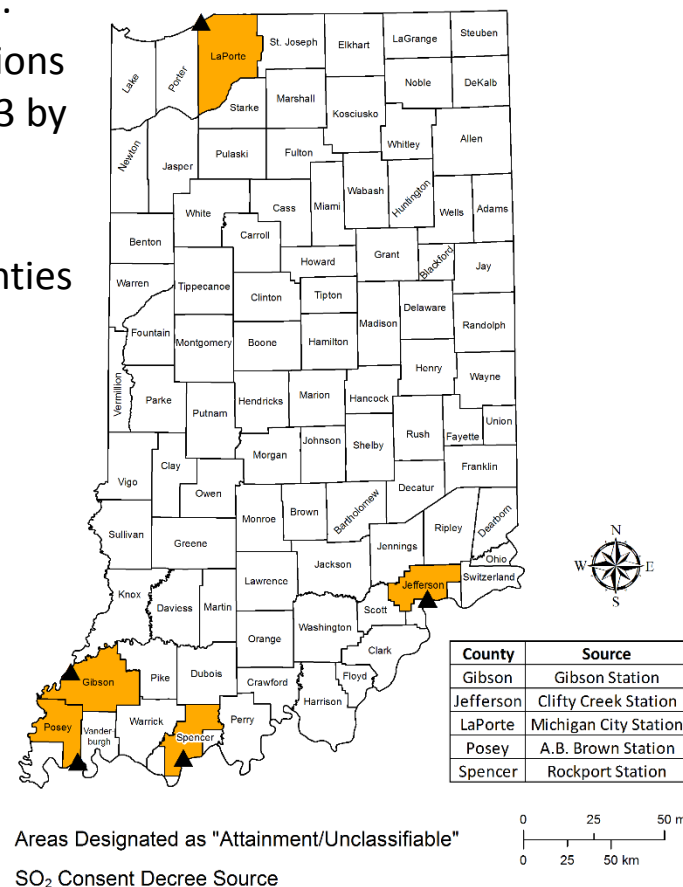 .
ions
3 by
nties
Steuben
LaGrange
Elkhart
St. Joseph
LaPorte
Lake
Porter
Noble
DeKalb
Marshall
Starke
Kosciusko
Allen
Whitley
Newton
Jasper
Pulaski
Fulton
Wabash
Huntington
Miami
Cass
White
Wells
Adams
Carroll
Benton
Grant
Blackford
Jay
Howard
Warren
Tippecanoe
Clinton
Tipton
Delaware
Madison
Randolph
Fountain
Montgomery
Boone
Hamilton
Henry
Wayne
Vermillion
Parke
Putnam
Hendricks
Marion
Hancock
Union
Rush
Fayette
Johnson
Shelby
Morgan
Franklin
Clay
Vigo
Owen
Decatur
Brown
Bartholomew
Monroe
Dearborn
Ripley
Sullivan
Greene
Jennings
Jackson
Ohio
Switzerland
Jefferson
Lawrence
Knox
Daviess
Martin
Scott
Washington
Orange
Clark
Pike
Dubois
Gibson
Crawford
Floyd
Harrison
Perry
Posey
Vander-
burgh
Warrick
Spencer
N
W E
S
County Source
Gibson Gibson Station
Jefferson Clifty Creek Station
LaPorte Michigan City Station
Posey A.B. Brown Station
Spencer Rockport Station
Areas Designated as "Attainment/Unclassifiable"
SO₂ Consent Decree Source
0 25 50 m
0 25 50 km